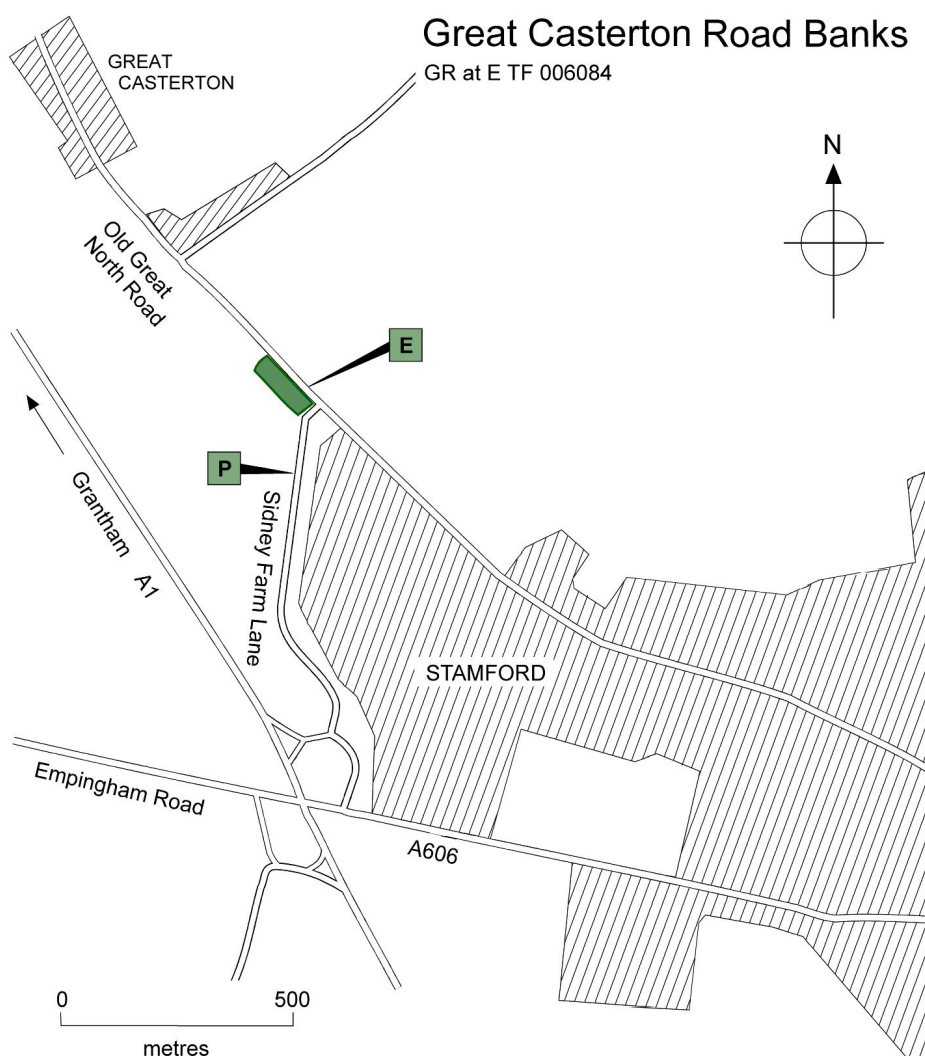 Great Casterton Road Banks
GR at E TF 006084
GREAT
CASTERTON
N
Old Great
North Road
E
P
Sidney Farm Lane
Grantham A1
STAMFORD
Empingham Road
A606
0 500
metres